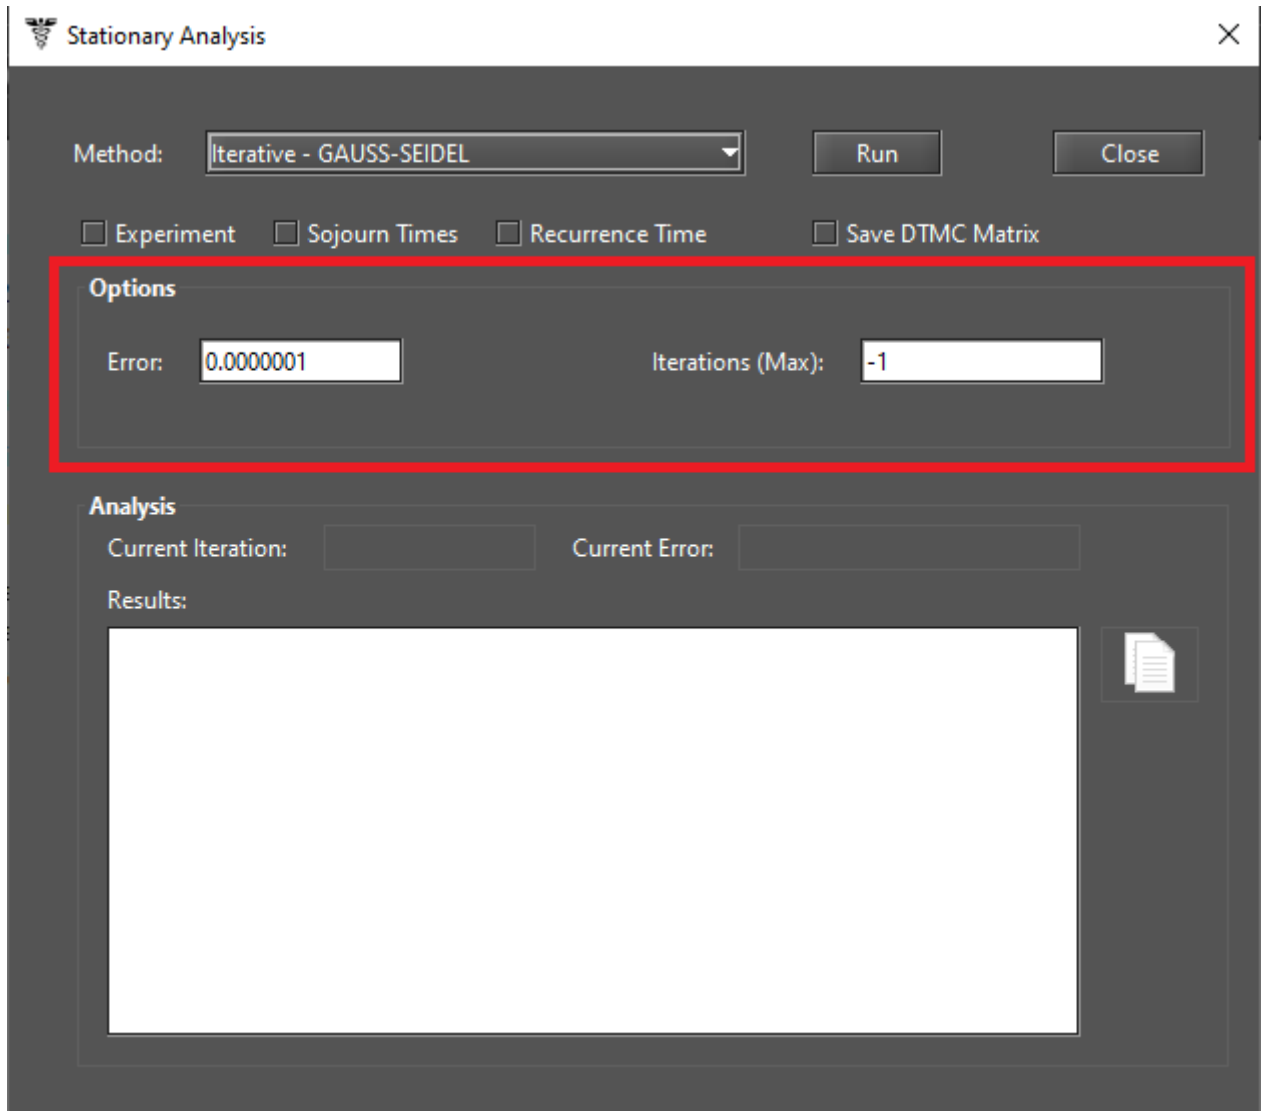 Stationary Analysis
Method: Iterative - GAUSS-SEIDEL Run Close
Experiment Sojourn Times Recurrence Time Save DTMC Matrix
Options
Error: 0.0000001 Iterations (Max): -1
Analysis
Current Iteration: Current Error:
Results: